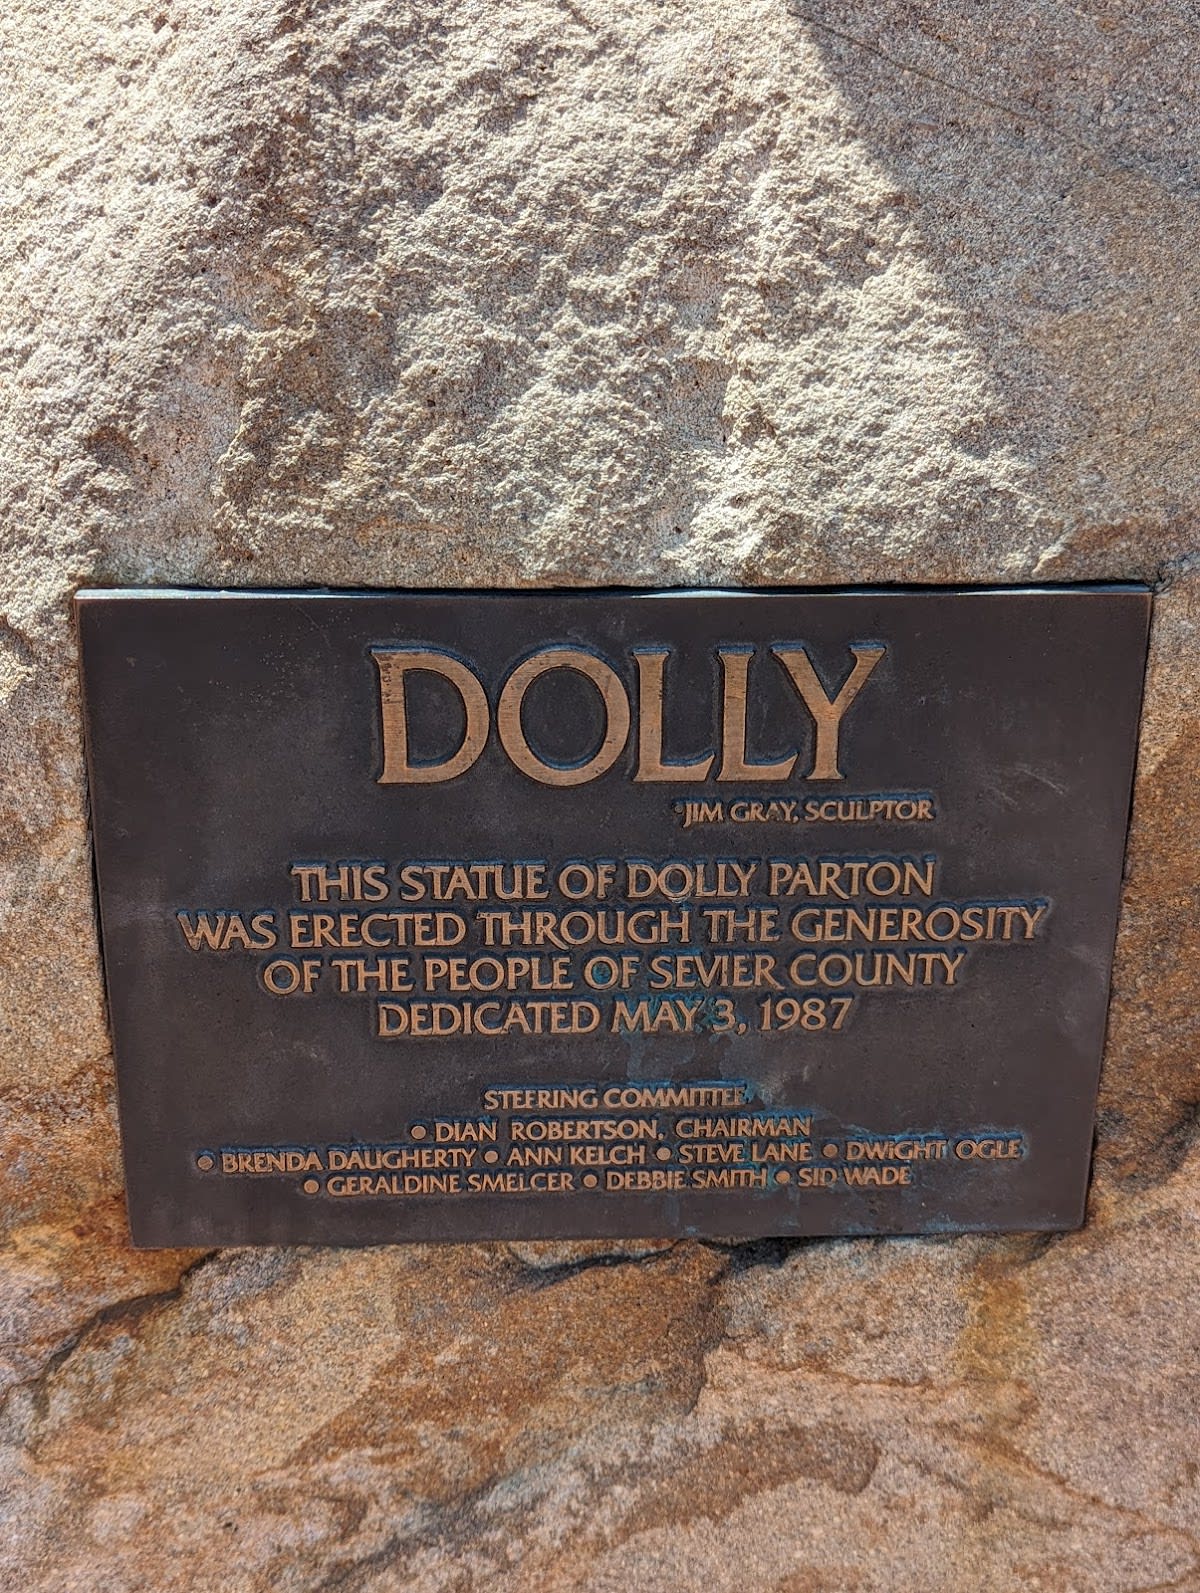 DOLLY
JIM GRAY, SCULPTOR
THIS STATUE OF DOLLY PARTON
WAS ERECTED THROUGH THE GENEROSITY
OF THE PEOPLE OF SEVIER COUNTY
DEDICATED MAY 3, 1987
STEERING COMMITTEE
• DIAN ROBERTSON, CHAIRMAN
• BRENDA DAUGHERTY • ANN KELCH • STEVE LANE • DWIGHT OGLE
• GERALDINE SMELCER • DEBBIE SMITH • SID WADE